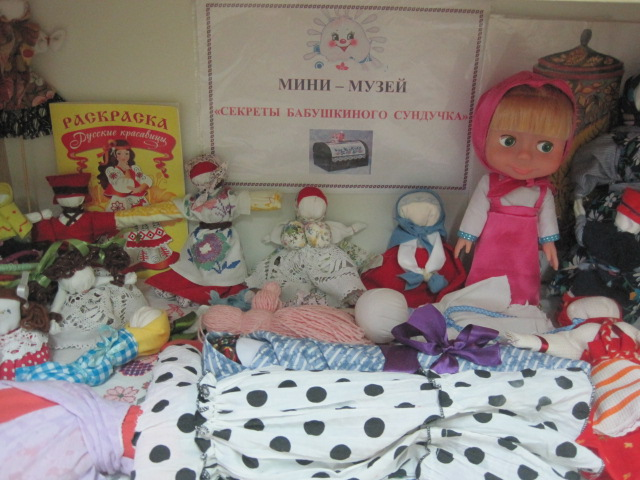 МИНИ – МУЗЕЙ
«СЕКРЕТЫ БАБУШКИНОГО СУНДУЧКА»
РАСКРАСКА
Русские красавицы